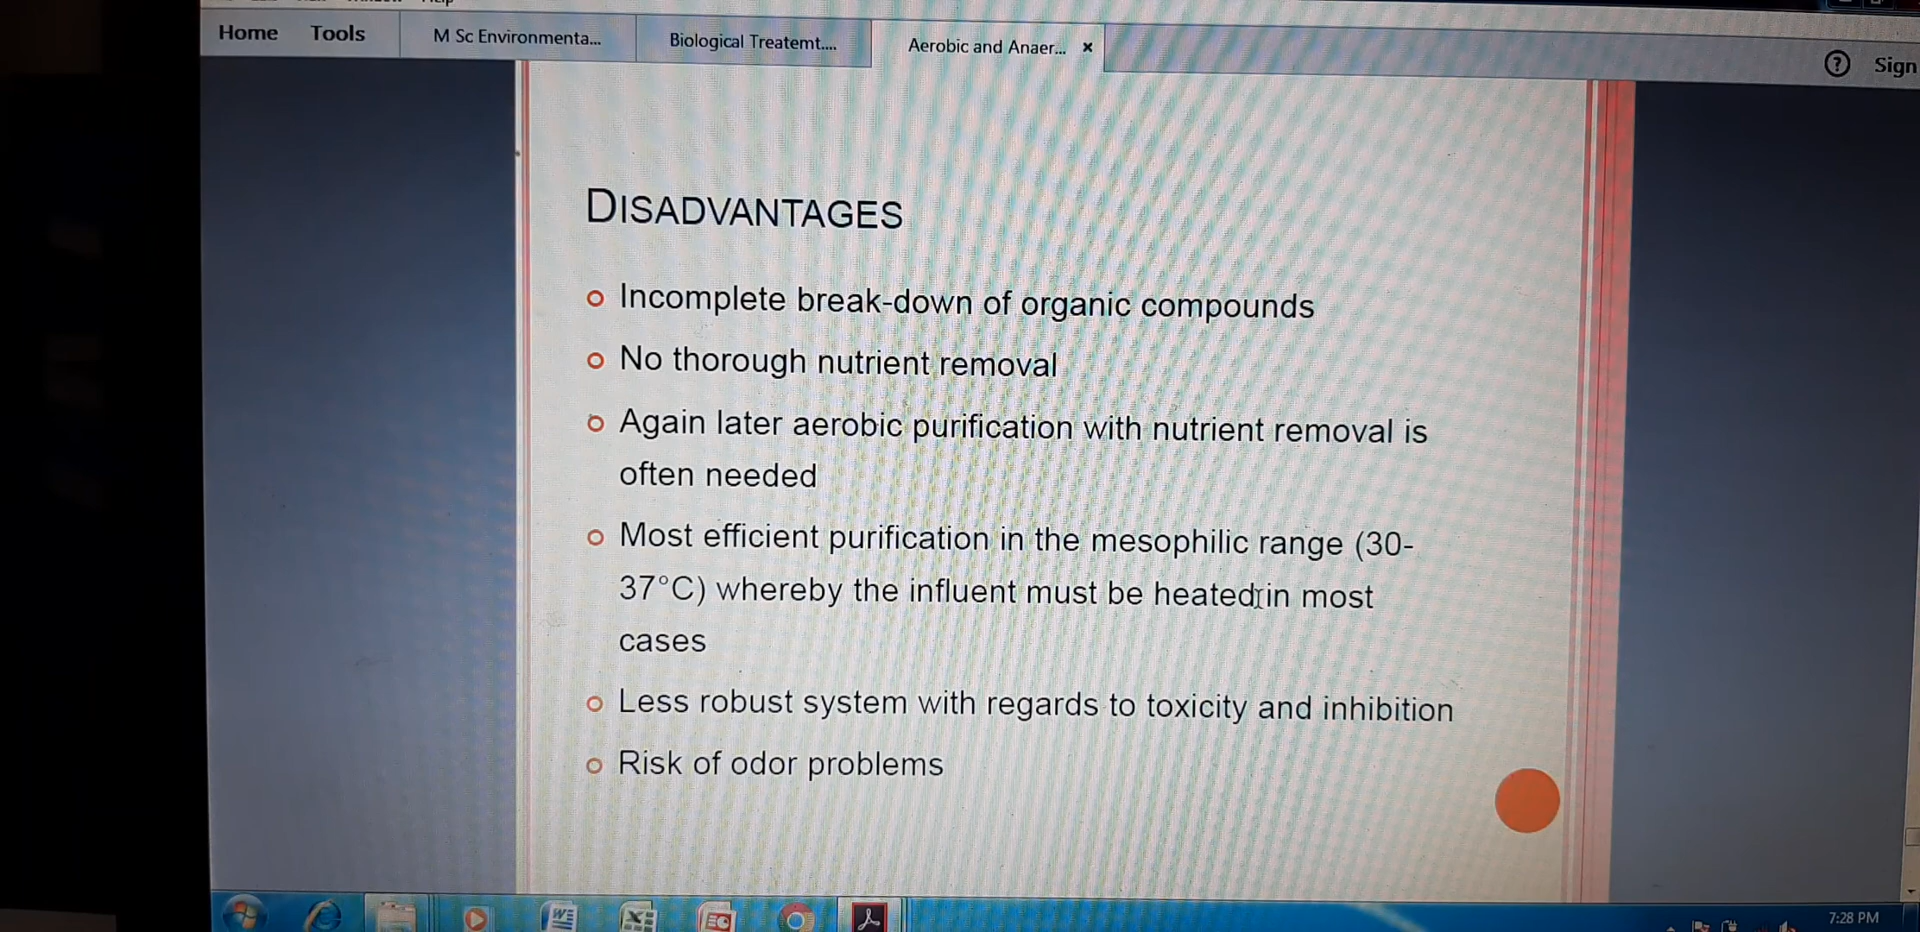 Home Tools M Sc Environmenta... Biological Treatemt.... Aerobic and Anaer... × ? Sign
DISADVANTAGES
Incomplete break-down of organic compounds
No thorough nutrient removal
Again later aerobic purification with nutrient removal is
often needed
Most efficient purification in the mesophilic range (30-
37°C) whereby the influent must be heated in most
cases
Less robust system with regards to toxicity and inhibition
Risk of odor problems
7:28 PM